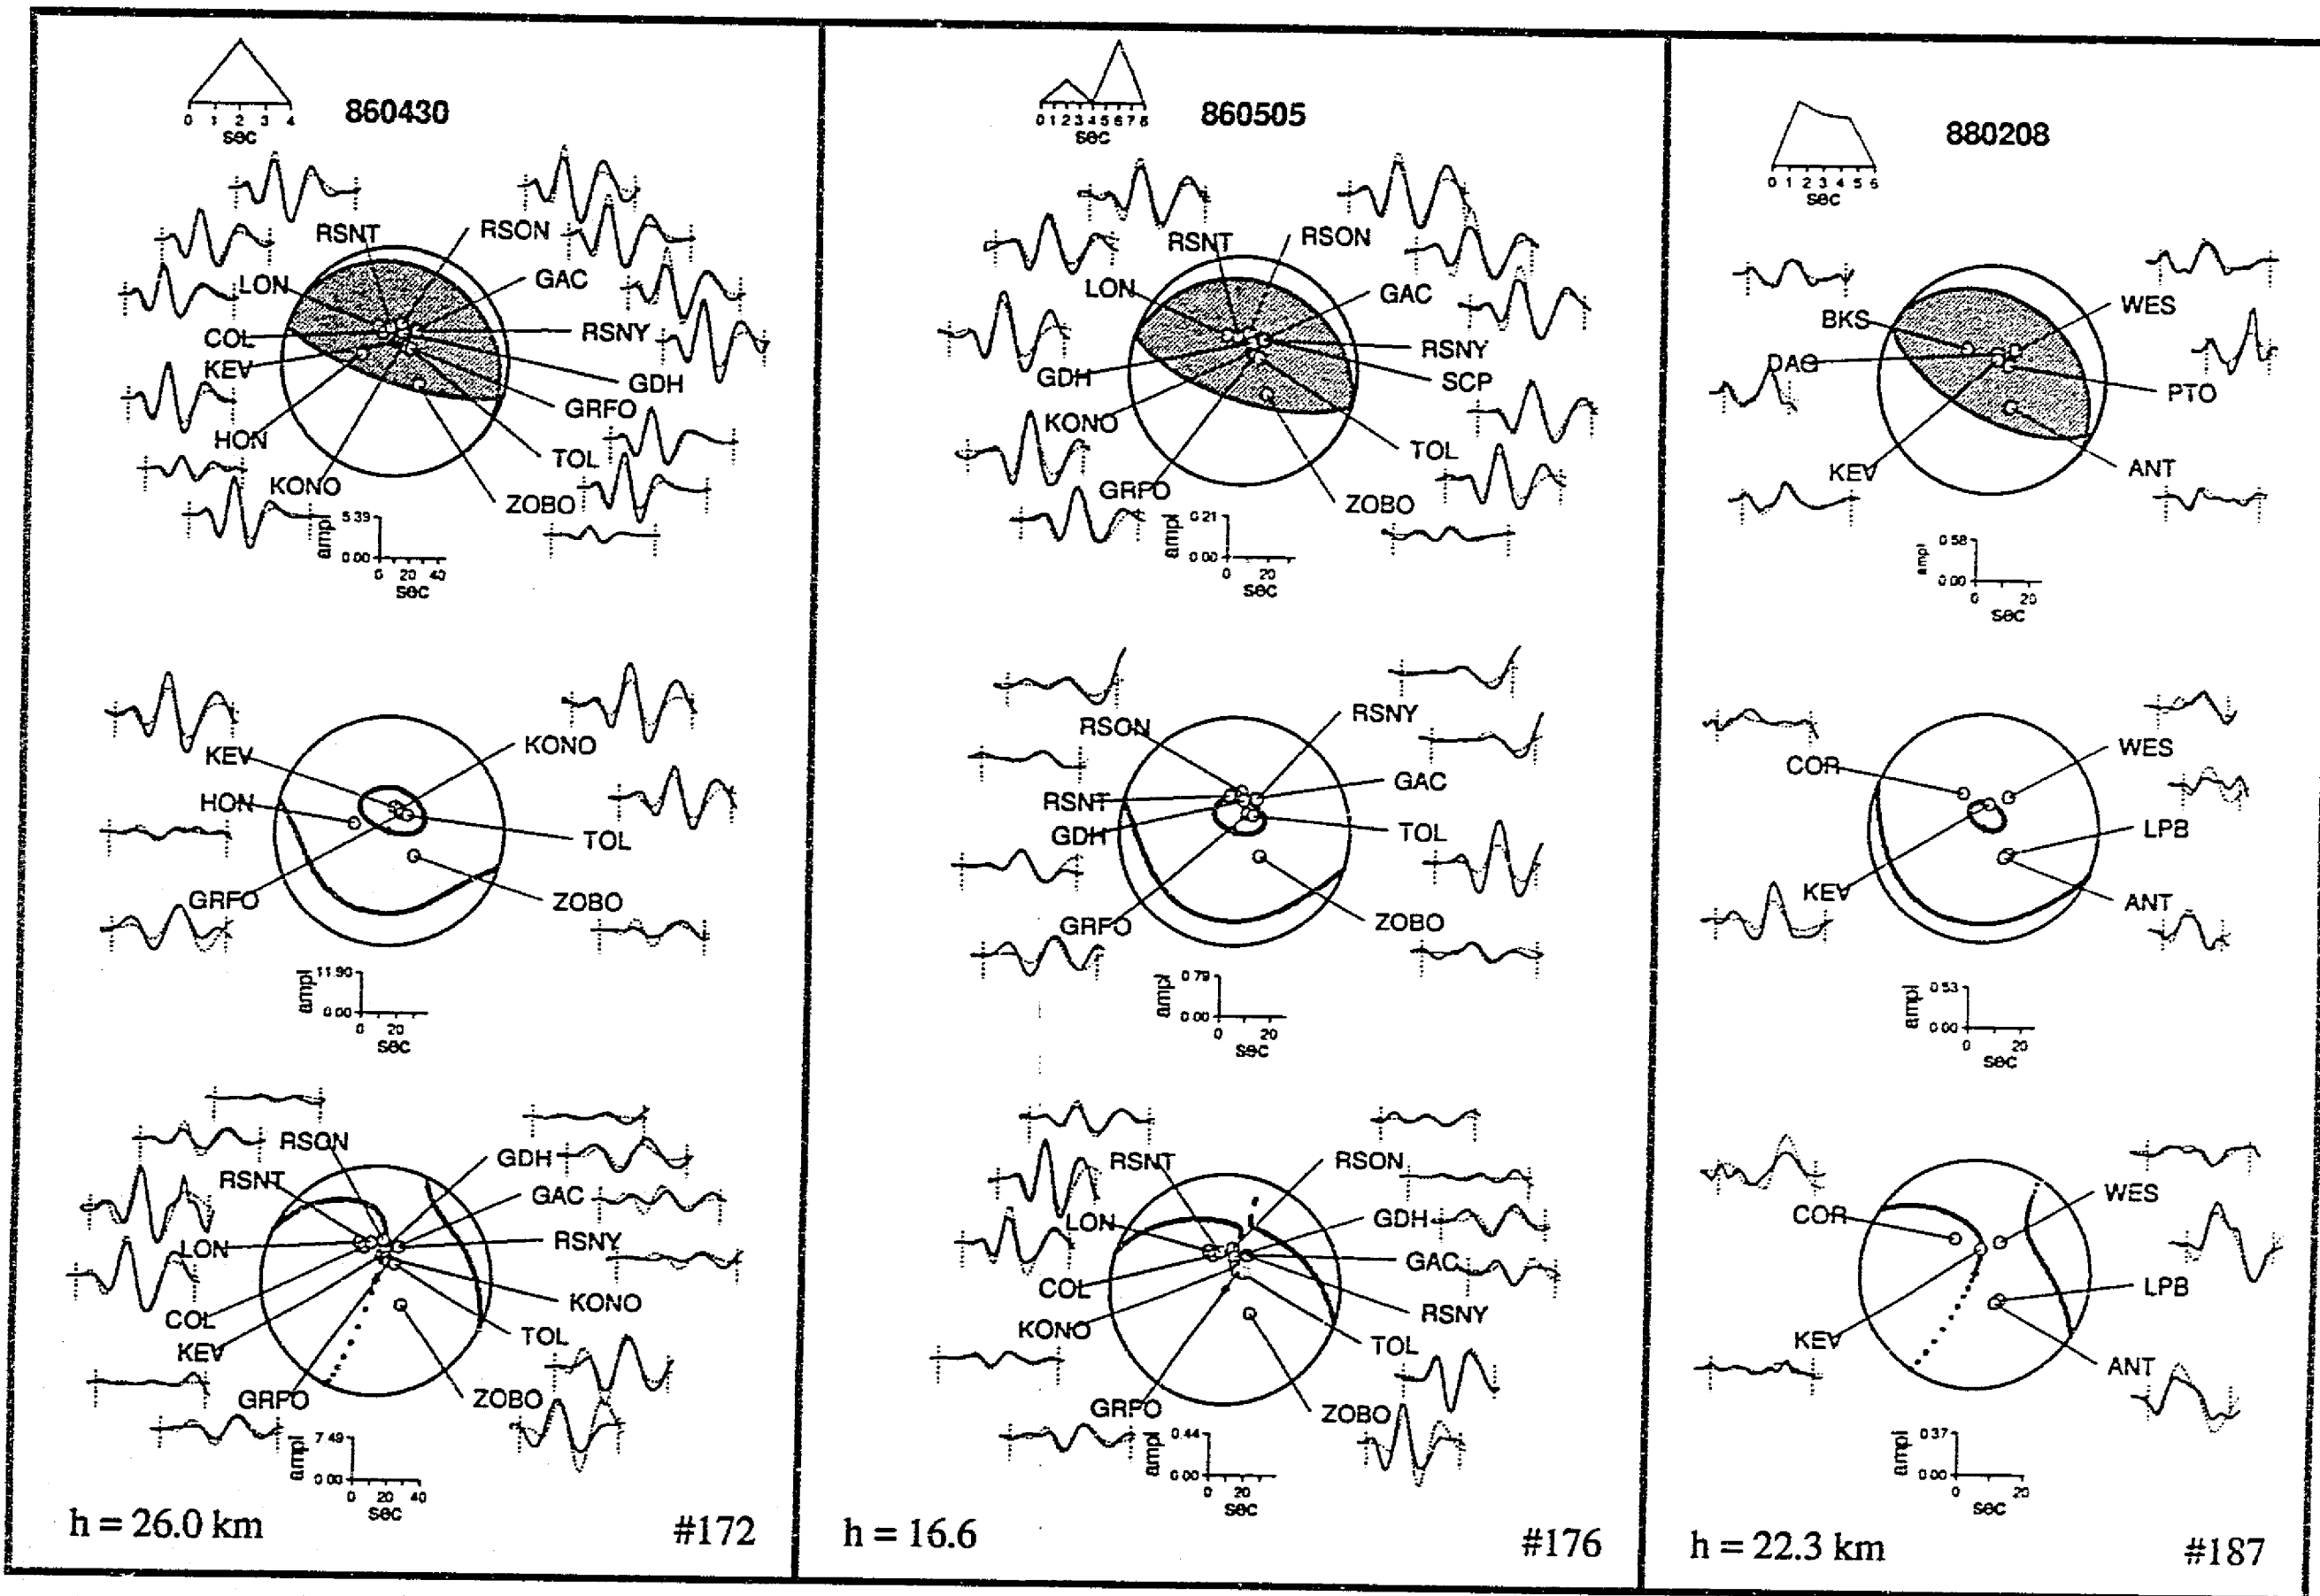 860430
0 1 2 3 4
sec
RSNT
RSON
LON
GAC
COL
RSNY
KEV
GDH
GRFO
HON
TOL
KONO
ZOBO
ampl
5.39
0.00
0 20 40
sec
KEV
KONO
HON
TOL
GRFO
ZOBO
ampl
11.90
0.00
0 20
sec
RSON
GDH
RSNT
GAC
LON
RSNY
KONO
COL
TOL
KEV
GRFO
ZOBO
ampl
7.49
0.00
0 20 40
sec
h = 26.0 km
#172
860505
0 1 2 3 4 5 6 7 8
sec
RSNT
RSON
LON
GAC
RSNY
GDH
SCP
KONO
TOL
GRFO
ZOBO
ampl
0.21
0.00
0 20
sec
RSNY
RSON
GAC
RSNT
TOL
GDH
GRFO
ZOBO
ampl
0.79
0.00
0 20
sec
RSNT
RSON
LON
GDH
GAC
COL
RSNY
KONO
TOL
GRFO
ZOBO
ampl
0.44
0.00
0 20
sec
h = 16.6
#176
880208
0 1 2 3 4 5 6
sec
WES
BKS
DAG
PTO
KEV
ANT
ampl
0.58
0.00
0 20
sec
WES
COR
LPB
KEV
ANT
ampl
0.53
0.00
0 20
sec
WES
COR
LPB
KEV
ANT
ampl
0.37
0.00
0 20
sec
h = 22.3 km
#187